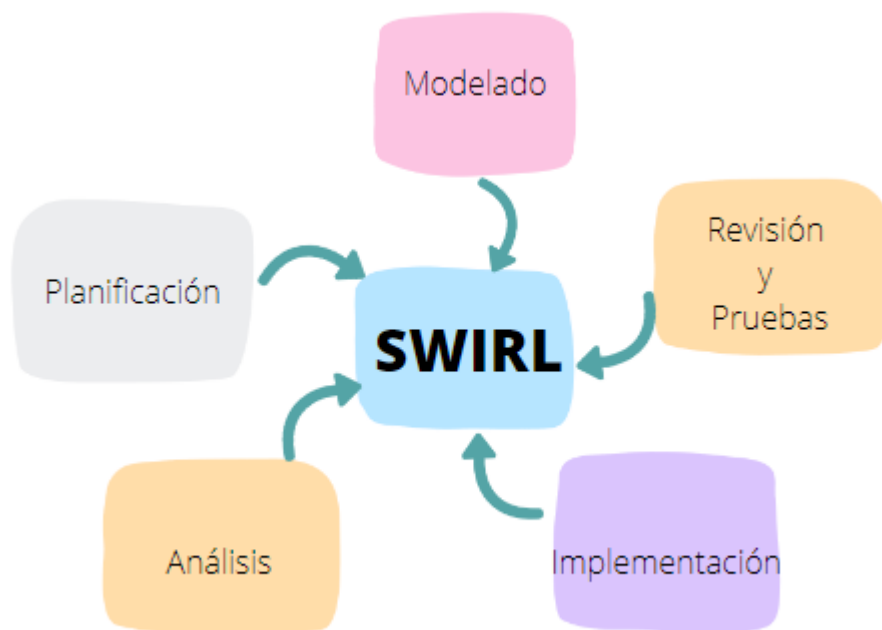 Modelado
Revisión
y
Pruebas
Planificación
SWIRL
Análisis
Implementación